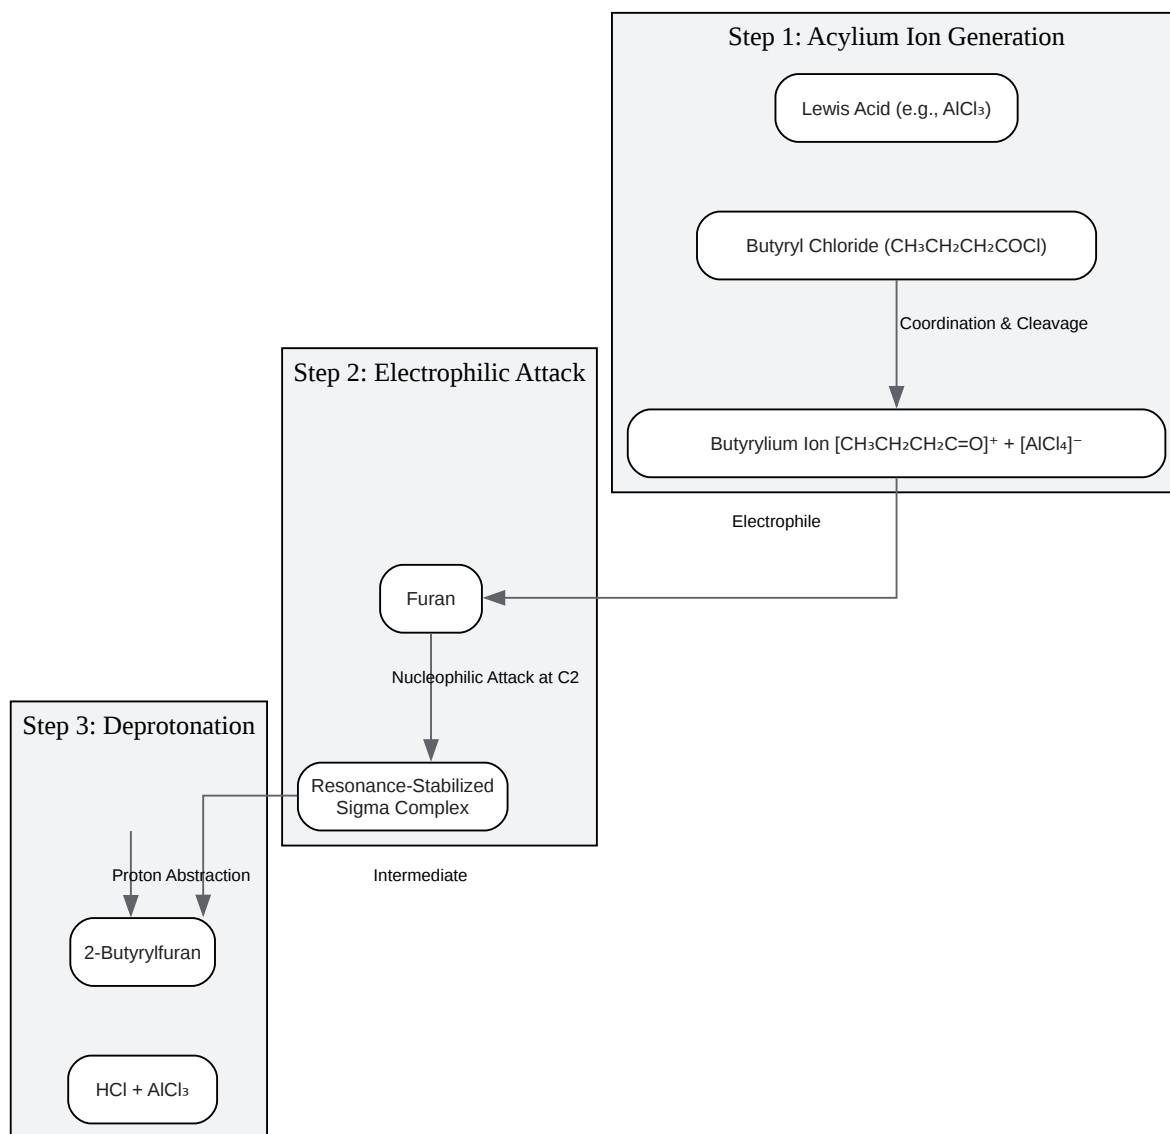 Step 1: Acylium Ion Generation
Lewis Acid (e.g., AlCl₃)
Butyryl Chloride (CH₃CH₂CH₂COCl)
Coordination & Cleavage
Butyrylium Ion [CH₃CH₂CH₂C=O]⁺ + [AlCl₄]⁻
Electrophile
Step 2: Electrophilic Attack
Furan
Nucleophilic Attack at C2
Resonance-Stabilized
Sigma Complex
Intermediate
Step 3: Deprotonation
Proton Abstraction
2-Butyrylfuran
HCl + AlCl₃